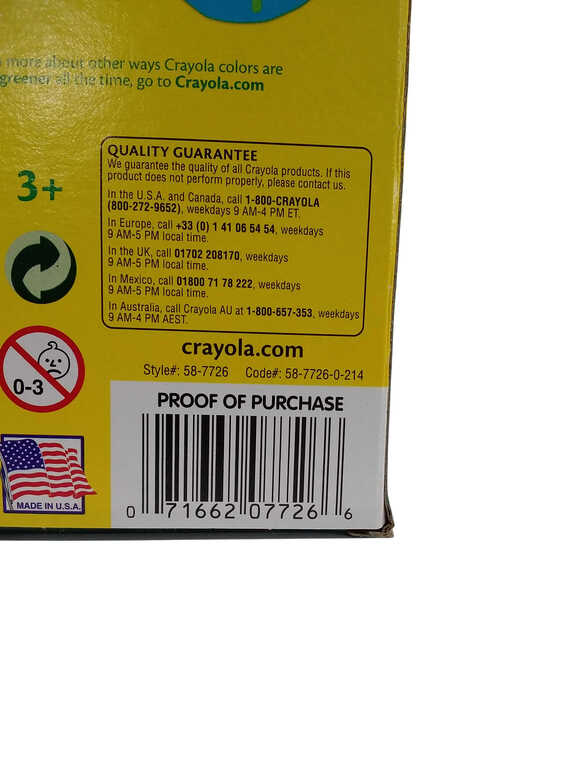 more about other ways Crayola colors are
greener all the time, go to Crayola.com
QUALITY GUARANTEE
We guarantee the quality of all Crayola products. If this
product does not perform properly, please contact us.
In the U.S.A. and Canada, call 1-800-CRAYOLA
(800-272-9652), weekdays 9 AM-4 PM ET.
In Europe, call +33 (0) 1 41 06 54 54, weekdays
9 AM-5 PM local time.
In the UK, call 01702 208170, weekdays
9 AM-5 PM local time.
In Mexico, call 01800 71 78 222, weekdays
9 AM-5 PM local time.
In Australia, call Crayola AU at 1-800-657-353, weekdays
9 AM-4 PM AEST.
3+
0-3
MADE IN U.S.A.
crayola.com
Style#: 58-7726 Code#: 58-7726-0-214
PROOF OF PURCHASE
0 71662 07726 6